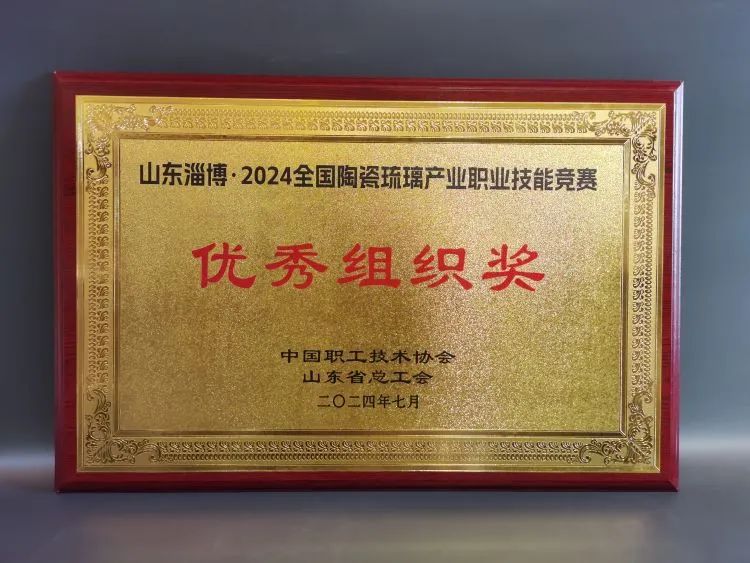 山东淄博·2024全国陶瓷琉璃产业职业技能竞赛
优秀组织奖
中国职工技术协会
山东省总工会
二〇二四年七月